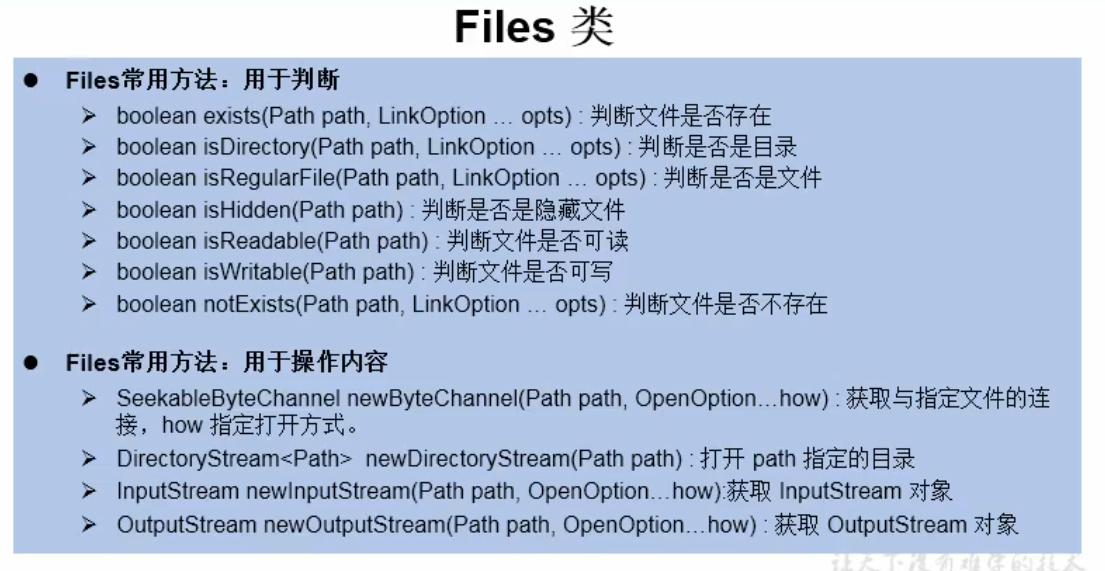 Files 类
● Files常用方法：用于判断
➢ boolean exists(Path path, LinkOption … opts) : 判断文件是否存在
➢ boolean isDirectory(Path path, LinkOption … opts) : 判断是否是目录
➢ boolean isRegularFile(Path path, LinkOption … opts) : 判断是否是文件
➢ boolean isHidden(Path path) : 判断是否是隐藏文件
➢ boolean isReadable(Path path) : 判断文件是否可读
➢ boolean isWritable(Path path) : 判断文件是否可写
➢ boolean notExists(Path path, LinkOption … opts) : 判断文件是否不存在
● Files常用方法：用于操作内容
➢ SeekableByteChannel newByteChannel(Path path, OpenOption…how) : 获取与指定文件的连
接，how 指定打开方式。
➢ DirectoryStream<Path> newDirectoryStream(Path path) : 打开 path 指定的目录
➢ InputStream newInputStream(Path path, OpenOption…how):获取 InputStream 对象
➢ OutputStream newOutputStream(Path path, OpenOption…how) : 获取 OutputStream 对象
让天下没有难学的技术